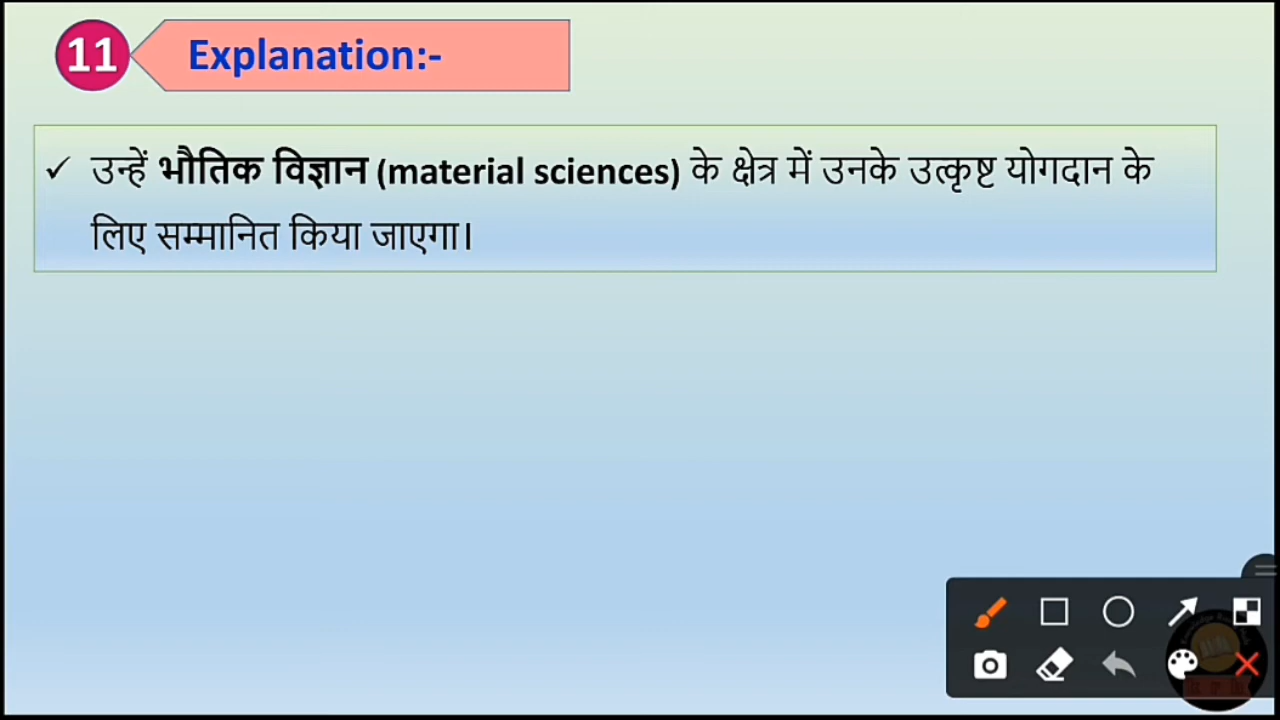 11
Explanation:-
✓ उन्हें भौतिक विज्ञान (material sciences) के क्षेत्र में उनके उत्कृष्ट योगदान के
लिए सम्मानित किया जाएगा।